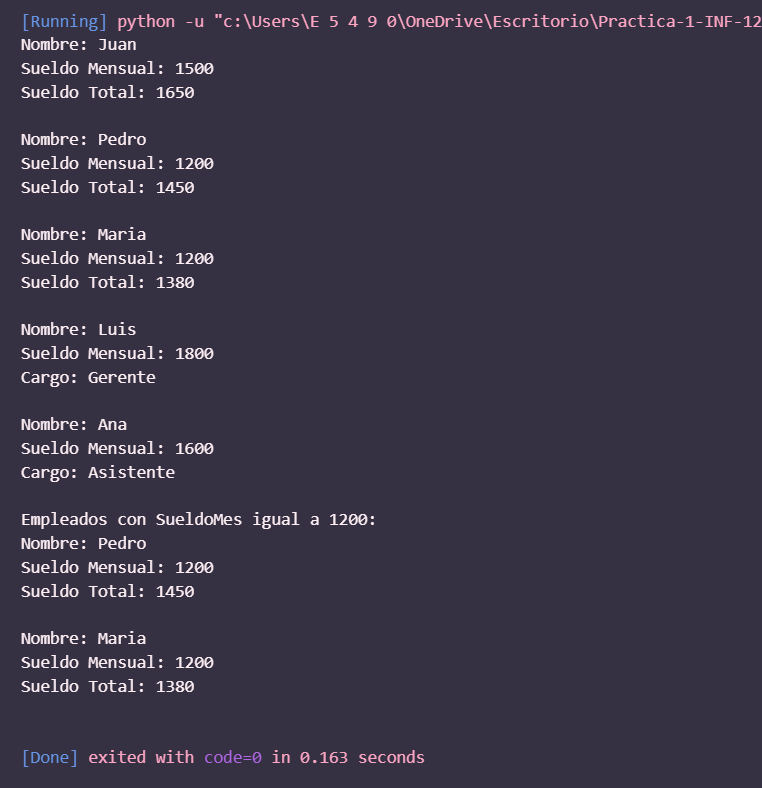 [Running] python -u "c:\Users\E 5 4 9 0\OneDrive\Escritorio\Practica-1-INF-12
Nombre: Juan
Sueldo Mensual: 1500
Sueldo Total: 1650
Nombre: Pedro
Sueldo Mensual: 1200
Sueldo Total: 1450
Nombre: Maria
Sueldo Mensual: 1200
Sueldo Total: 1380
Nombre: Luis
Sueldo Mensual: 1800
Cargo: Gerente
Nombre: Ana
Sueldo Mensual: 1600
Cargo: Asistente
Empleados con SueldoMes igual a 1200:
Nombre: Pedro
Sueldo Mensual: 1200
Sueldo Total: 1450
Nombre: Maria
Sueldo Mensual: 1200
Sueldo Total: 1380
[Done] exited with code=0 in 0.163 seconds